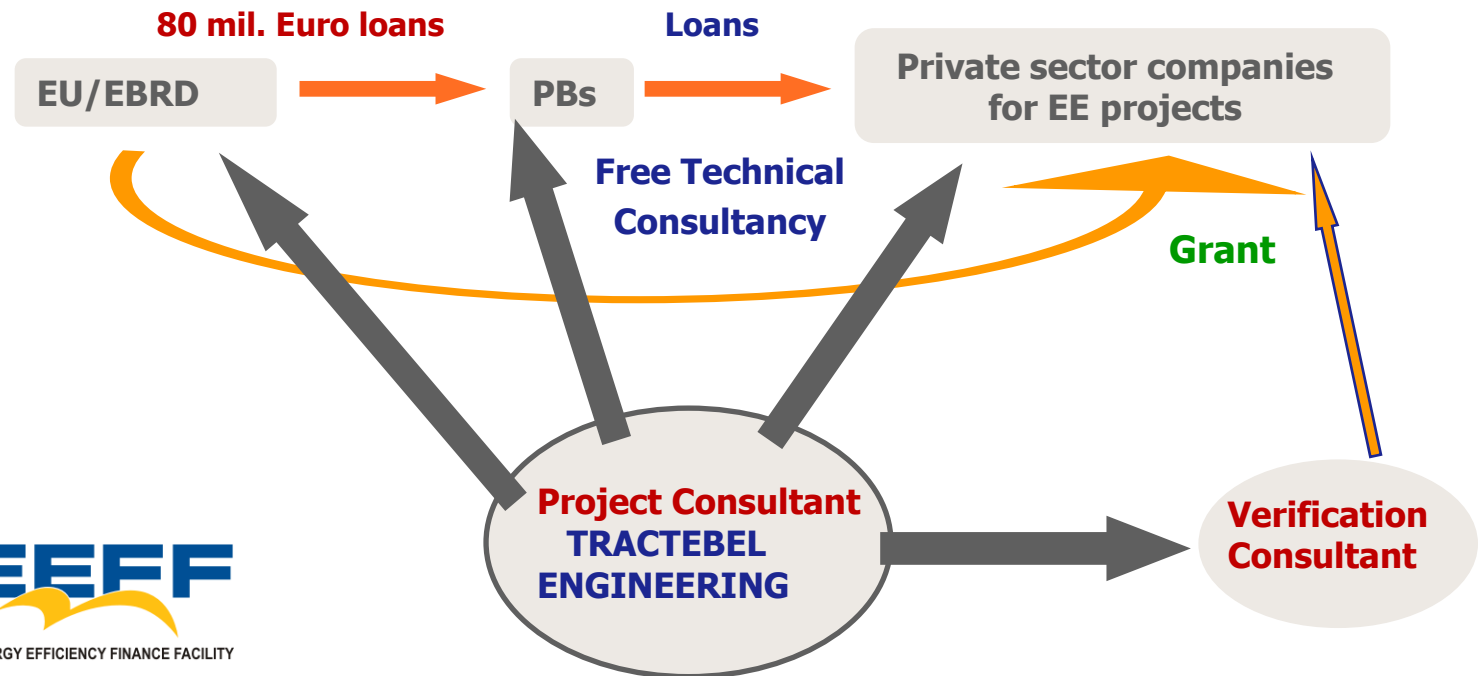 80 mil. Euro loans
Loans
EU/EBRD
PBs
Private sector companies
for EE projects
Free Technical
Consultancy
Grant
Project Consultant
TRACTEBEL
ENGINEERING
Verification
Consultant
EEFF
RGY EFFICIENCY FINANCE FACILITY